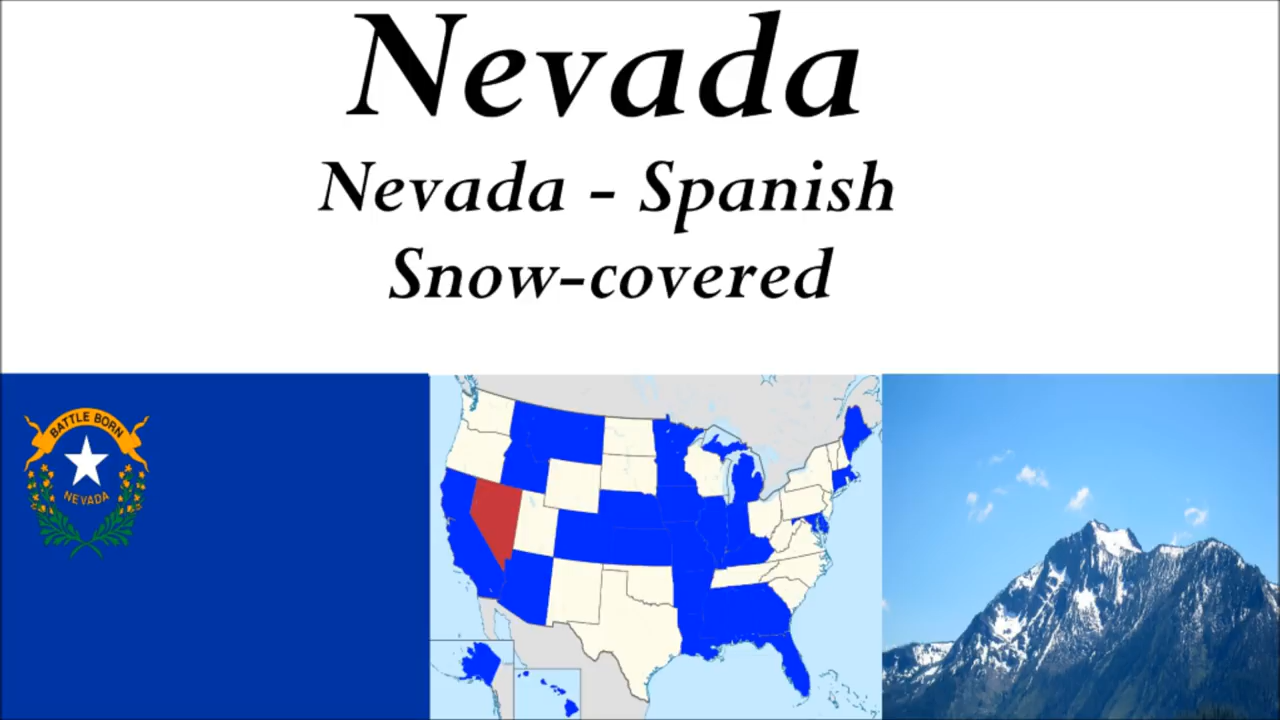 Nevada
Nevada - Spanish
Snow-covered
BATTLE BORN
NEVADA